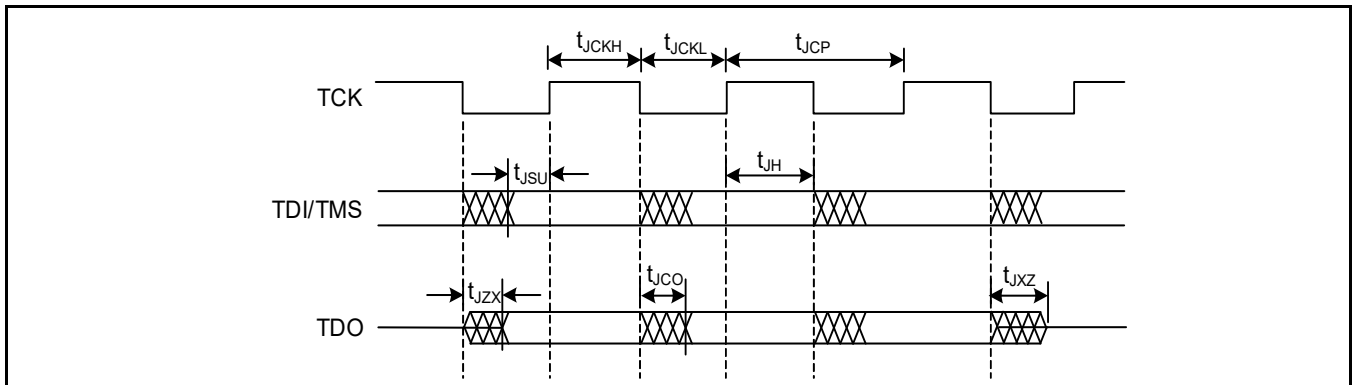 tJCKH tJCKL tJCP
TCK
tJSU tJH
TDI/TMS
tJZX tJCO tJXZ
TDO